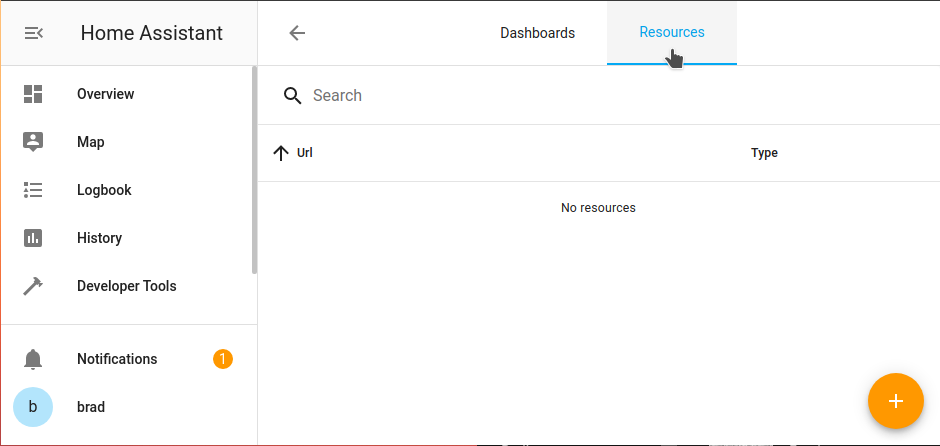 Home Assistant
Dashboards
Resources
Overview
Map
Logbook
History
Developer Tools
Notifications
1
b
brad
Search
Url
Type
No resources